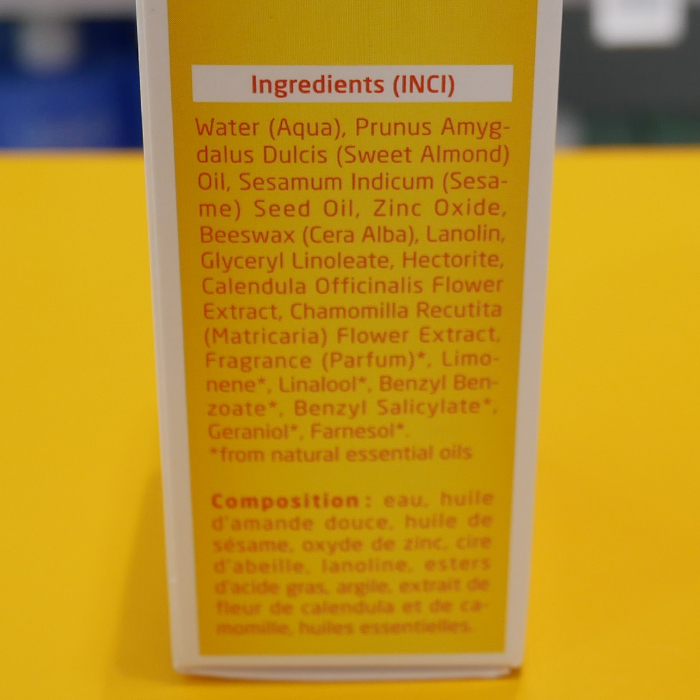 Ingredients (INCI)
Water (Aqua), Prunus Amyg-
dalus Dulcis (Sweet Almond)
Oil, Sesamum Indicum (Sesa-
me) Seed Oil, Zinc Oxide,
Beeswax (Cera Alba), Lanolin,
Glyceryl Linoleate, Hectorite,
Calendula Officinalis Flower
Extract, Chamomilla Recutita
(Matricaria) Flower Extract,
Fragrance (Parfum)*, Limo-
nene*, Linalool*, Benzyl Ben-
zoate*, Benzyl Salicylate*,
Geraniol*, Farnesol*.
*from natural essential oils
Composition : eau, huile
d'amande douce, huile de
sésame, oxyde de zinc, cire
d'abeille, lanoline, esters
d'acide gras, argile, extrait de
fleur de calendula et de ca-
momille, huiles essentielles.